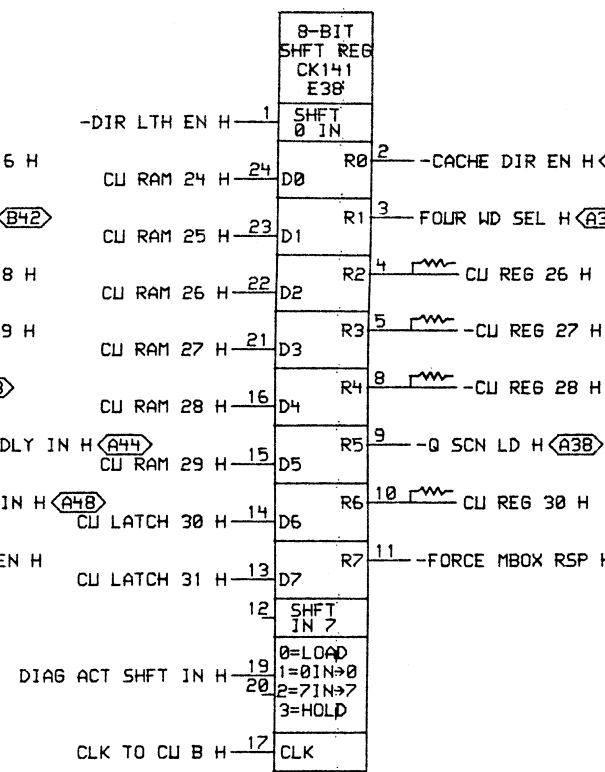 8-BIT
SHFT REG
CK141
E38
-DIR LTH EN H 1 SHFT
0 IN
6 H
CU RAM 24 H 24 D0 R0 2 -CACHE DIR EN H
B42
CU RAM 25 H 23 D1 R1 3 FOUR WD SEL H A3
8 H
CU RAM 26 H 22 D2 R2 4 CU REG 26 H
9 H
CU RAM 27 H 21 D3 R3 5 -CU REG 27 H
CU RAM 28 H 16 D4 R4 8 -CU REG 28 H
DLY IN H A44
CU RAM 29 H 15 D5 R5 9 -Q SCN LD H A38
IN H A48
CU LATCH 30 H 14 D6 R6 10 CU REG 30 H
EN H
CU LATCH 31 H 13 D7 R7 11 -FORCE MBOX RSP H
12 SHFT
IN 7
0=LOAD
DIAG ACT SHFT IN H 19 1=0IN→0
20 2=7IN→7
3=HOLD
CLK TO CU B H 17 CLK